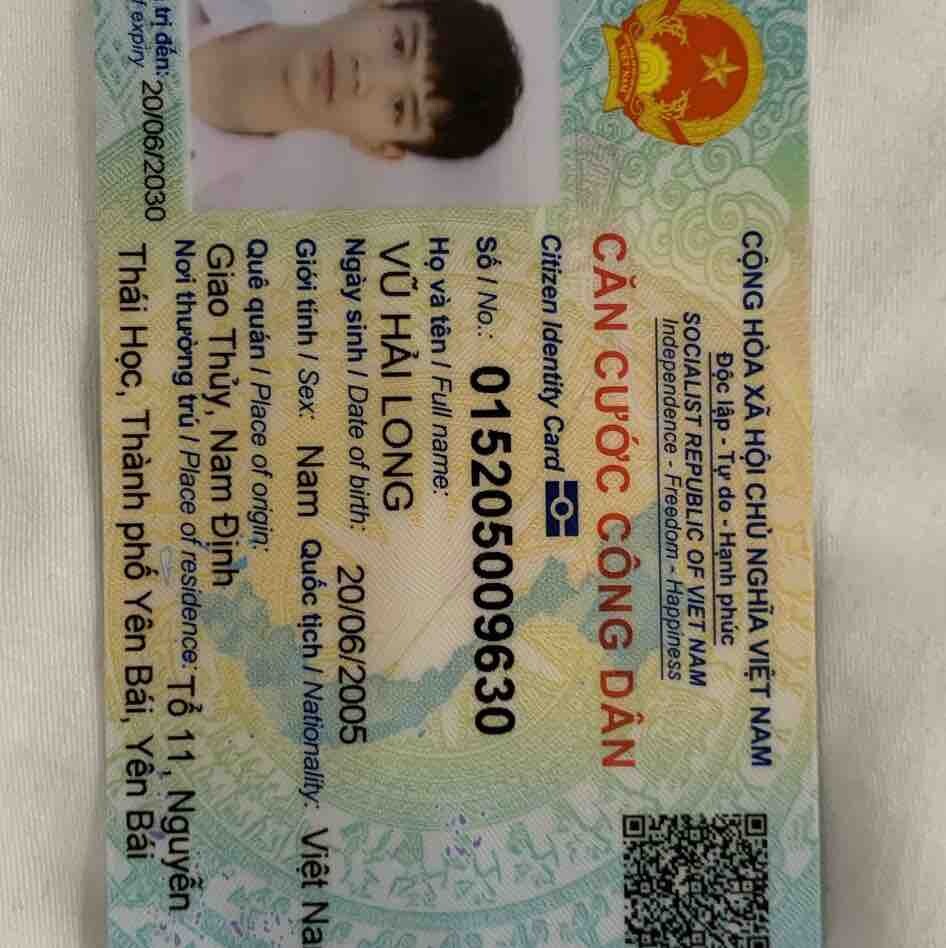 CỘNG HÒA XÃ HỘI CHỦ NGHĨA VIỆT NAM
Độc lập - Tự do - Hạnh phúc
SOCIALIST REPUBLIC OF VIET NAM
Independence - Freedom - Happiness
CĂN CƯỚC CÔNG DÂN
Citizen Identity Card
Số / No.: 015205009630
Họ và tên / Full name:
VŨ HẢI LONG
Ngày sinh / Date of birth: 20/06/2005
Giới tính / Sex: Nam Quốc tịch / Nationality: Việt Na
Quê quán / Place of origin:
Giao Thủy, Nam Định
Nơi thường trú / Place of residence: Tổ 11, Nguyễn
Thái Học, Thành phố Yên Bái, Yên Bái
trị đến: 20/06/2030
expiry